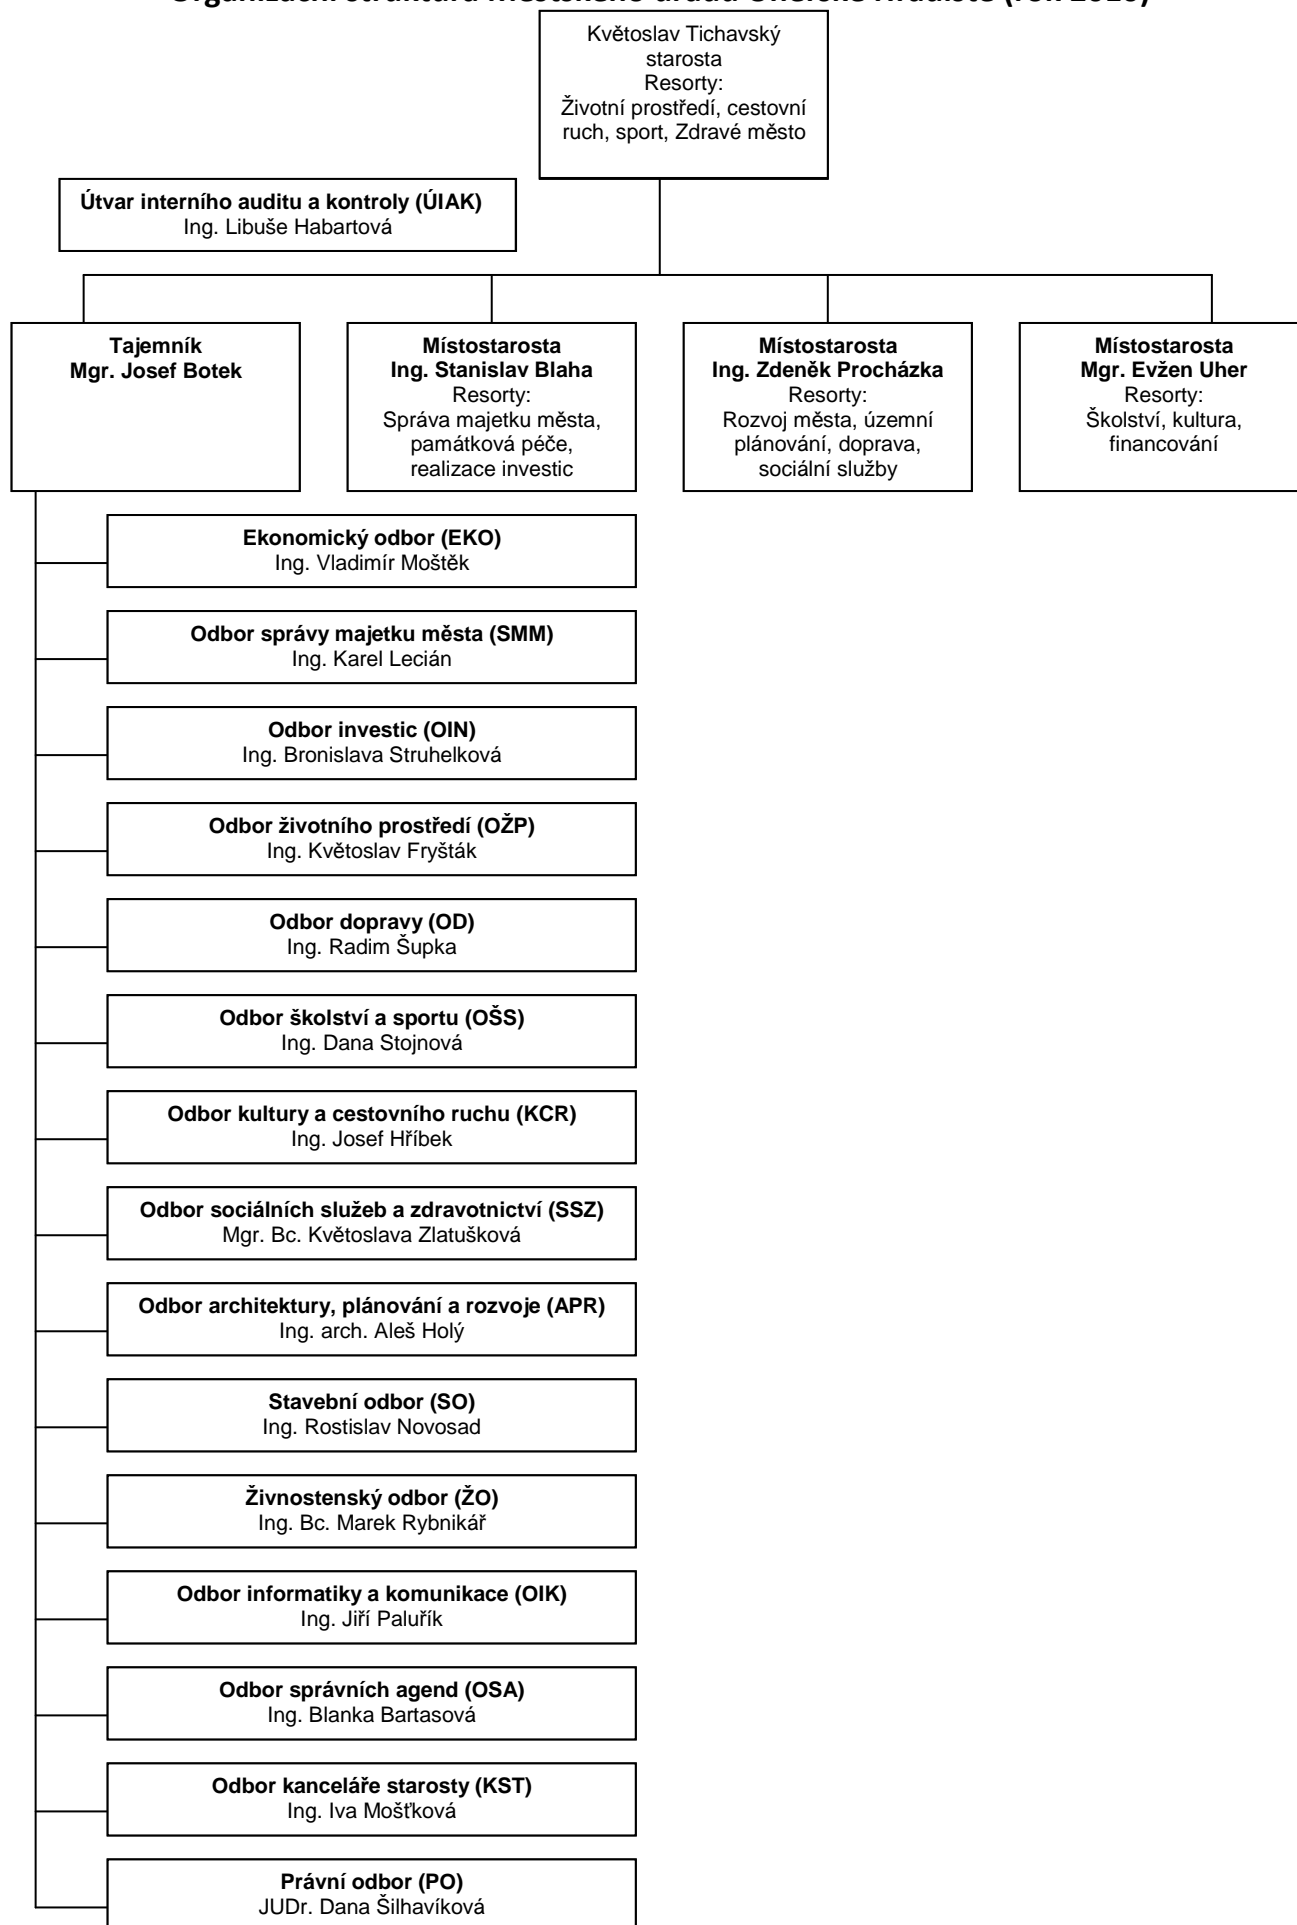 Organizační struktura Městského úřadu Uherské Hradiště (rok 2010)
Květoslav Tichavský
starosta
Resorty:
Životní prostředí, cestovní
ruch, sport, Zdravé město
Útvar interního auditu a kontroly (ÚIAK)
Ing. Libuše Habartová
Tajemník
Mgr. Josef Botek
Místostarosta
Ing. Stanislav Blaha
Resorty:
Správa majetku města,
památková péče,
realizace investic
Místostarosta
Ing. Zdeněk Procházka
Resorty:
Rozvoj města, územní
plánování, doprava,
sociální služby
Místostarosta
Mgr. Evžen Uher
Resorty:
Školství, kultura,
financování
Ekonomický odbor (EKO)
Ing. Vladimír Moštěk
Odbor správy majetku města (SMM)
Ing. Karel Lecián
Odbor investic (OIN)
Ing. Bronislava Struhelková
Odbor životního prostředí (OŽP)
Ing. Květoslav Fryšták
Odbor dopravy (OD)
Ing. Radim Šupka
Odbor školství a sportu (OŠS)
Ing. Dana Stojnová
Odbor kultury a cestovního ruchu (KCR)
Ing. Josef Hříbek
Odbor sociálních služeb a zdravotnictví (SSZ)
Mgr. Bc. Květoslava Zlatušková
Odbor architektury, plánování a rozvoje (APR)
Ing. arch. Aleš Holý
Stavební odbor (SO)
Ing. Rostislav Novosad
Živnostenský odbor (ŽO)
Ing. Bc. Marek Rybnikář
Odbor informatiky a komunikace (OIK)
Ing. Jiří Paluřík
Odbor správních agend (OSA)
Ing. Blanka Bartasová
Odbor kanceláře starosty (KST)
Ing. Iva Mošťková
Právní odbor (PO)
JUDr. Dana Šilhavíková